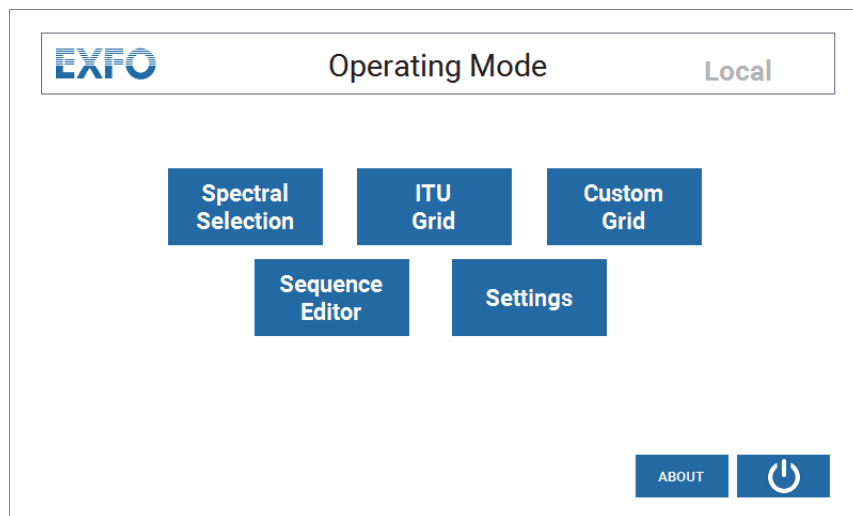 EXFO
Operating Mode
Local
Spectral
Selection
ITU
Grid
Custom
Grid
Sequence
Editor
Settings
ABOUT